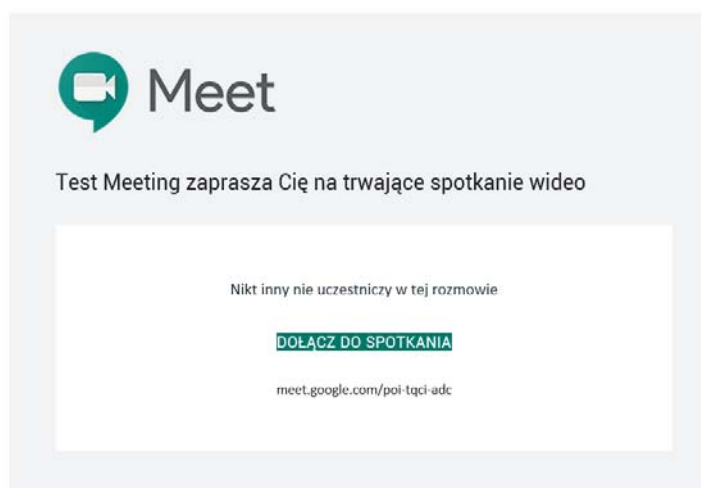 Meet
Test Meeting zaprasza Cię na trwające spotkanie wideo
Nikt inny nie uczestniczy w tej rozmowie
DOŁĄCZ DO SPOTKANIA
meet.google.com/poi-tqci-adc